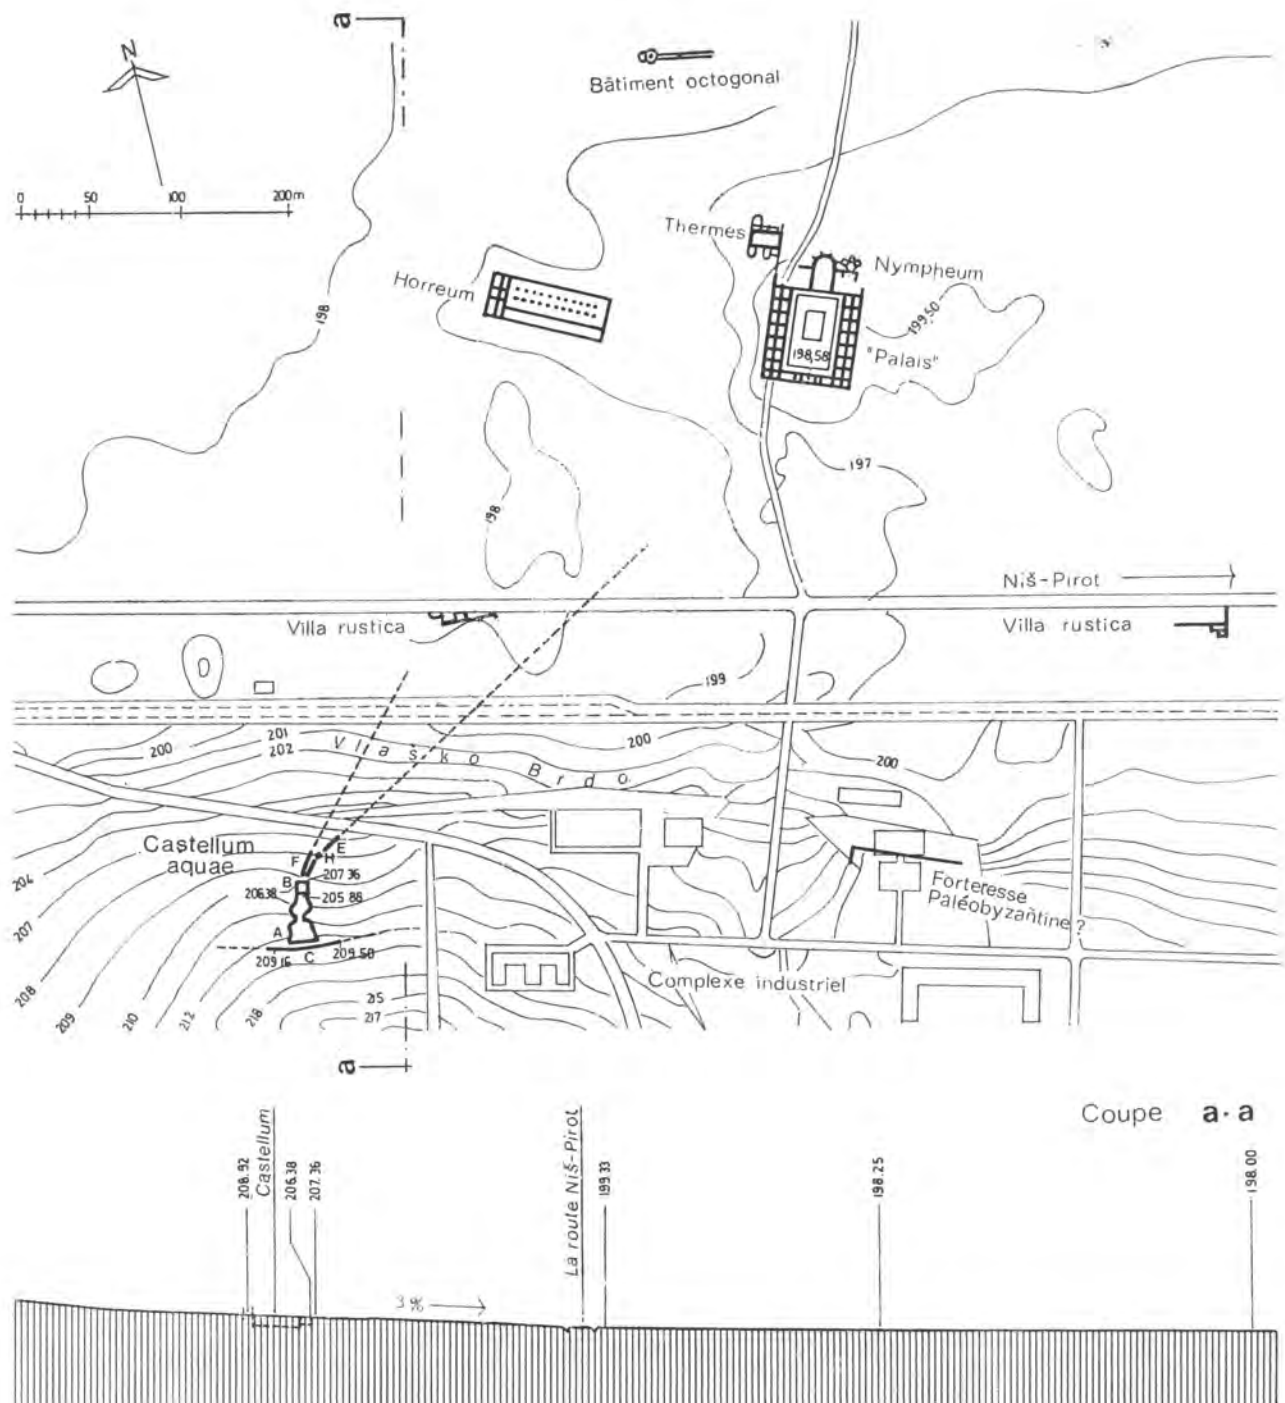 a
N
0 50 100 200m
Bâtiment octogonal
Thermes
Nympheum
Horreum
198
199,50
198,58
"Palais"
197
198
Niš-Pirot
Villa rustica
Villa rustica
199
200
201
202
200
200
Vlaško Brdo
Castellum
aquae
E
F
H
207 36
B
206.38
205 88
A
C
209.50
209 16
204
207
208
209
210
212
218
215
217
Forteresse
Paléobyzantine ?
Complexe industriel
a
Coupe a.a
208.92
Castellum
206.38
207.36
La route Niš-Pirot
199.33
198.25
198.00
3%